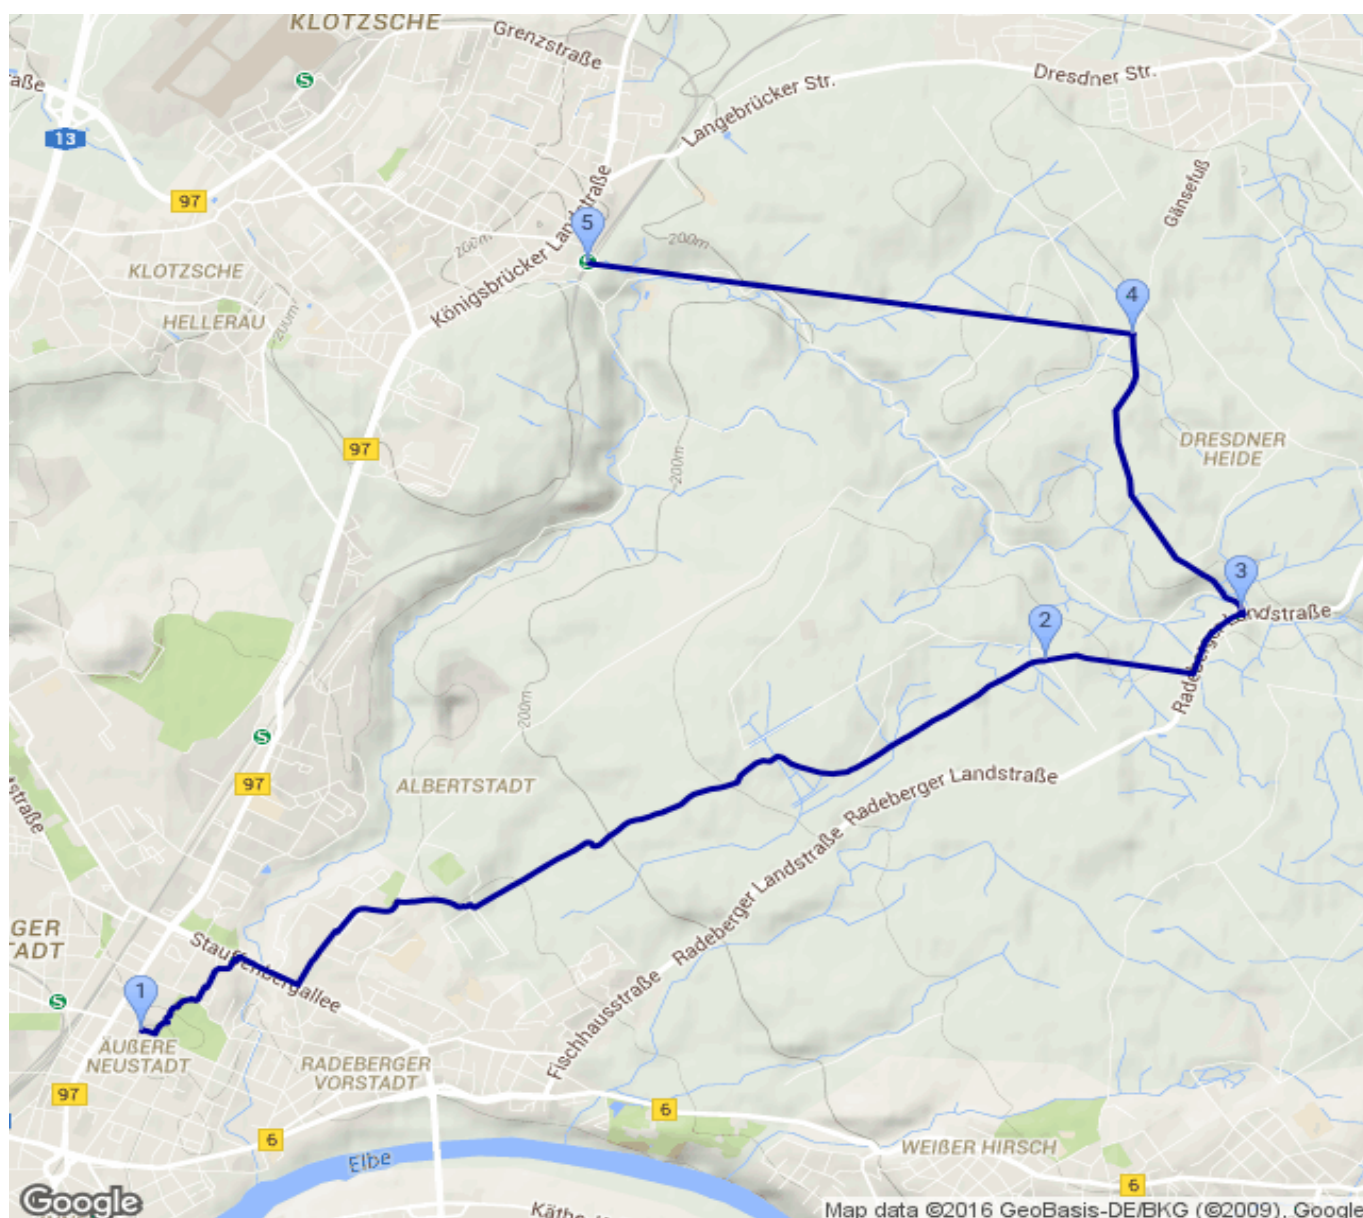 KLOTZSCHE
Grenzstraße
S
Dresdner Str.
Langebrücker Str.
13
97
Gänsefuß
5
200m
200m
KLOTZSCHE
Königsbrücker Landstraße
4
HELLERAU
200m
97
DRESDNER
HEIDE
200m
3
Radeberger Landstraße
2
200m
S
97
ALBERTSTADT
Radeberger Landstraße
Radeberger Landstraße
Stauffenbergallee
1
S
Fischhausstraße
ÄUßERE
NEUSTADT
RADEBERGER
VORSTADT
97
6
6
WEIßER HIRSCH
Elbe
6
Google
Map data ©2016 GeoBasis-DE/BKG (©2009), Google